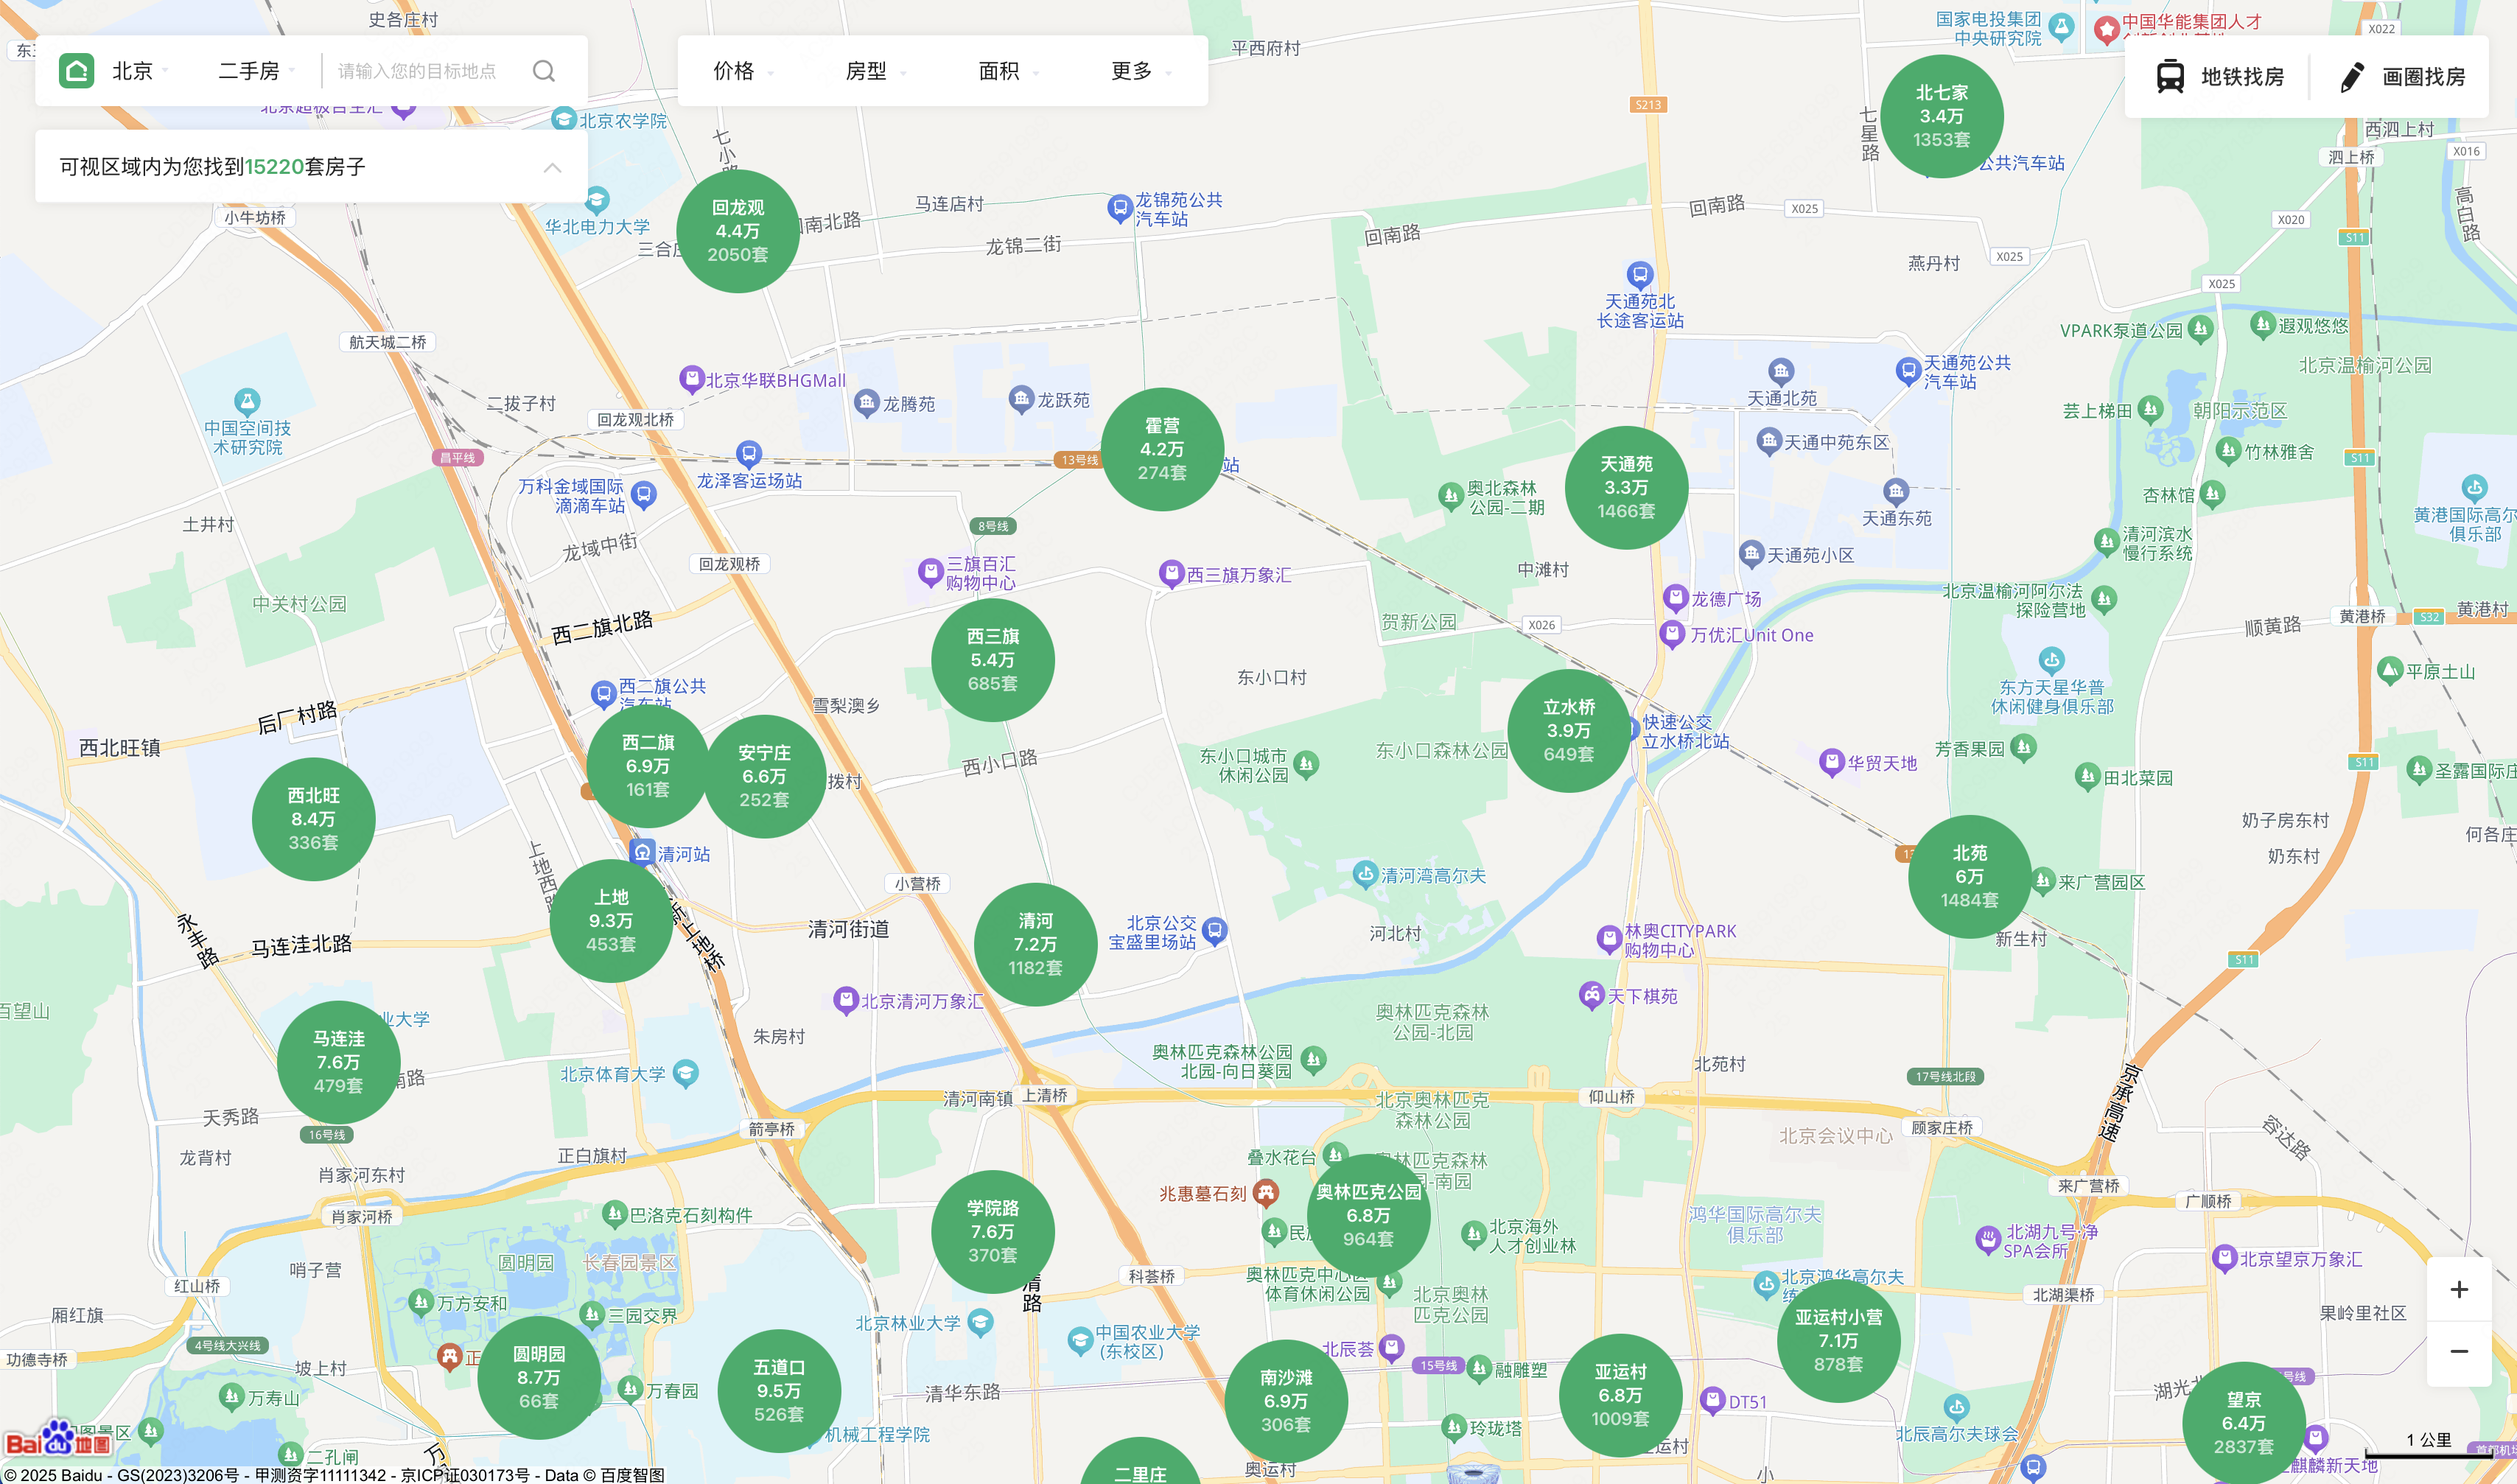 史各庄村
平西府村
国家电投集团
中央研究院
中国华能集团人才
X022
北京
二手房
请输入您的目标地点
价格
房型
面积
更多
地铁找房
画圈找房
北七家
3.4万
1353套
公共汽车站
七星路
S213
西泗上村
泗上桥
X016
北京农学院
七小路
可视区域内为您找到15220套房子
小牛坊桥
华北电力大学
三合庄
回龙观
4.4万
2050套
回南北路
马连店村
龙锦苑公共
汽车站
龙锦二街
回南路
回南路
X025
X025
X020
S11
高白路
燕丹村
X025
航天城二桥
天通苑北
长途客运站
VPARK泵道公园
遐观悠悠
北京温榆河公园
朝阳示范区
北京华联BHGMall
龙腾苑
龙跃苑
天通北苑
天通苑公共
汽车站
芸上梯田
竹林雅舍
中国空间技
术研究院
二拨子村
回龙观北桥
昌平线
龙泽客运场站
13号线
霍营
4.2万
274套
站
天通苑
3.3万
1466套
天通中苑东区
S11
万科金域国际
滴滴车站
奥北森林
公园-二期
天通东苑
杏林馆
黄港国际高尔
俱乐部
土井村
8号线
龙域中街
回龙观桥
三旗百汇
购物中心
西三旗万象汇
中滩村
天通苑小区
清河滨水
慢行系统
中关村公园
西二旗北路
龙德广场
万优汇Unit One
贺新公园
X026
北京温榆河阿尔法
探险营地
顺黄路
黄港桥
S32
黄港村
西三旗
5.4万
685套
东小口村
东方天星华普
休闲健身俱乐部
平原土山
西二旗公共
汽车站
后厂村路
西北旺镇
雪梨澳乡
西二旗
6.9万
161套
安宁庄
6.6万
252套
拨村
西小口路
东小口城市
休闲公园
东小口森林公园
立水桥
3.9万
649套
快速公交
立水桥北站
华贸天地
芳香果园
田北菜园
S11
圣露国际庄
西北旺
8.4万
336套
上地西路
清河站
小营桥
清河湾高尔夫
北苑
6万
1484套
来广营园区
奶子房东村
奶东村
何各庄
上地
9.3万
453套
永丰路
马连洼北路
上地桥
清河街道
清河
7.2万
1182套
北京公交
宝盛里场站
河北村
林奥CITYPARK
购物中心
新生村
S11
百望山
马连洼
7.6万
479套
业大学
南路
北京清河万象汇
朱房村
天下棋苑
奥林匹克森林
公园-北园
奥林匹克森林公园
北园-向日葵园
北京体育大学
北苑村
17号线北段
天秀路
16号线
清河南镇
上清桥
北京奥林匹克
森林公园
仰山桥
京承高速
箭亭桥
北京会议中心
顾家庄桥
容达路
龙背村
正白旗村
肖家河东村
叠水花台
奥林匹克森林
兆惠墓石刻
奥林匹克公园
6.8万
964套
学院路
7.6万
370套
来广营桥
广顺桥
肖家河桥
巴洛克石刻构件
北京海外
人才创业林
鸿华国际高尔夫
俱乐部
北湖九号·净
SPA会所
北京望京万象汇
圆明园
长春园景区
哨子营
红山桥
科荟桥
奥林匹克中心区
体育休闲公园
北京奥林
匹克公园
北京鸿华高尔夫
北湖渠桥
万方安和
三园交界
厢红旗
北京林业大学
中国农业大学
(东校区)
亚运村小营
7.1万
878套
果岭里社区
4号线大兴线
功德寺桥
坡上村
圆明园
8.7万
66套
五道口
9.5万
526套
北辰荟
15号线
融雕塑
亚运村
6.8万
1009套
南沙滩
6.9万
306套
万寿山
万春园
清华东路
DT51
望京
6.4万
2837套
机械工程学院
玲珑塔
北辰高尔夫球会
二孔闸
二里庄
奥运村
麒麟新天地
1 公里
Bai du 地图
© 2025 Baidu - GS(2023)3206号 - 甲测资字11111342 - 京ICP证030173号 - Data © 百度智图